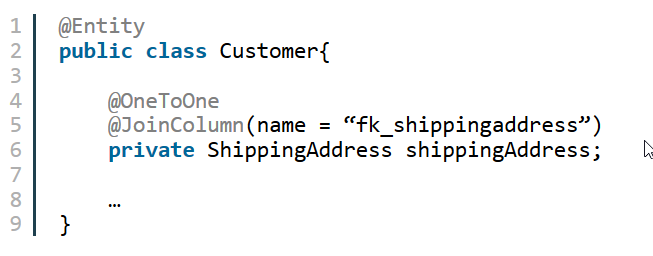 1 @Entity
2 public class Customer{
3
4 @OneToOne
5 @JoinColumn(name = “fk_shippingaddress”)
6 private ShippingAddress shippingAddress;
7
8 …
9 }